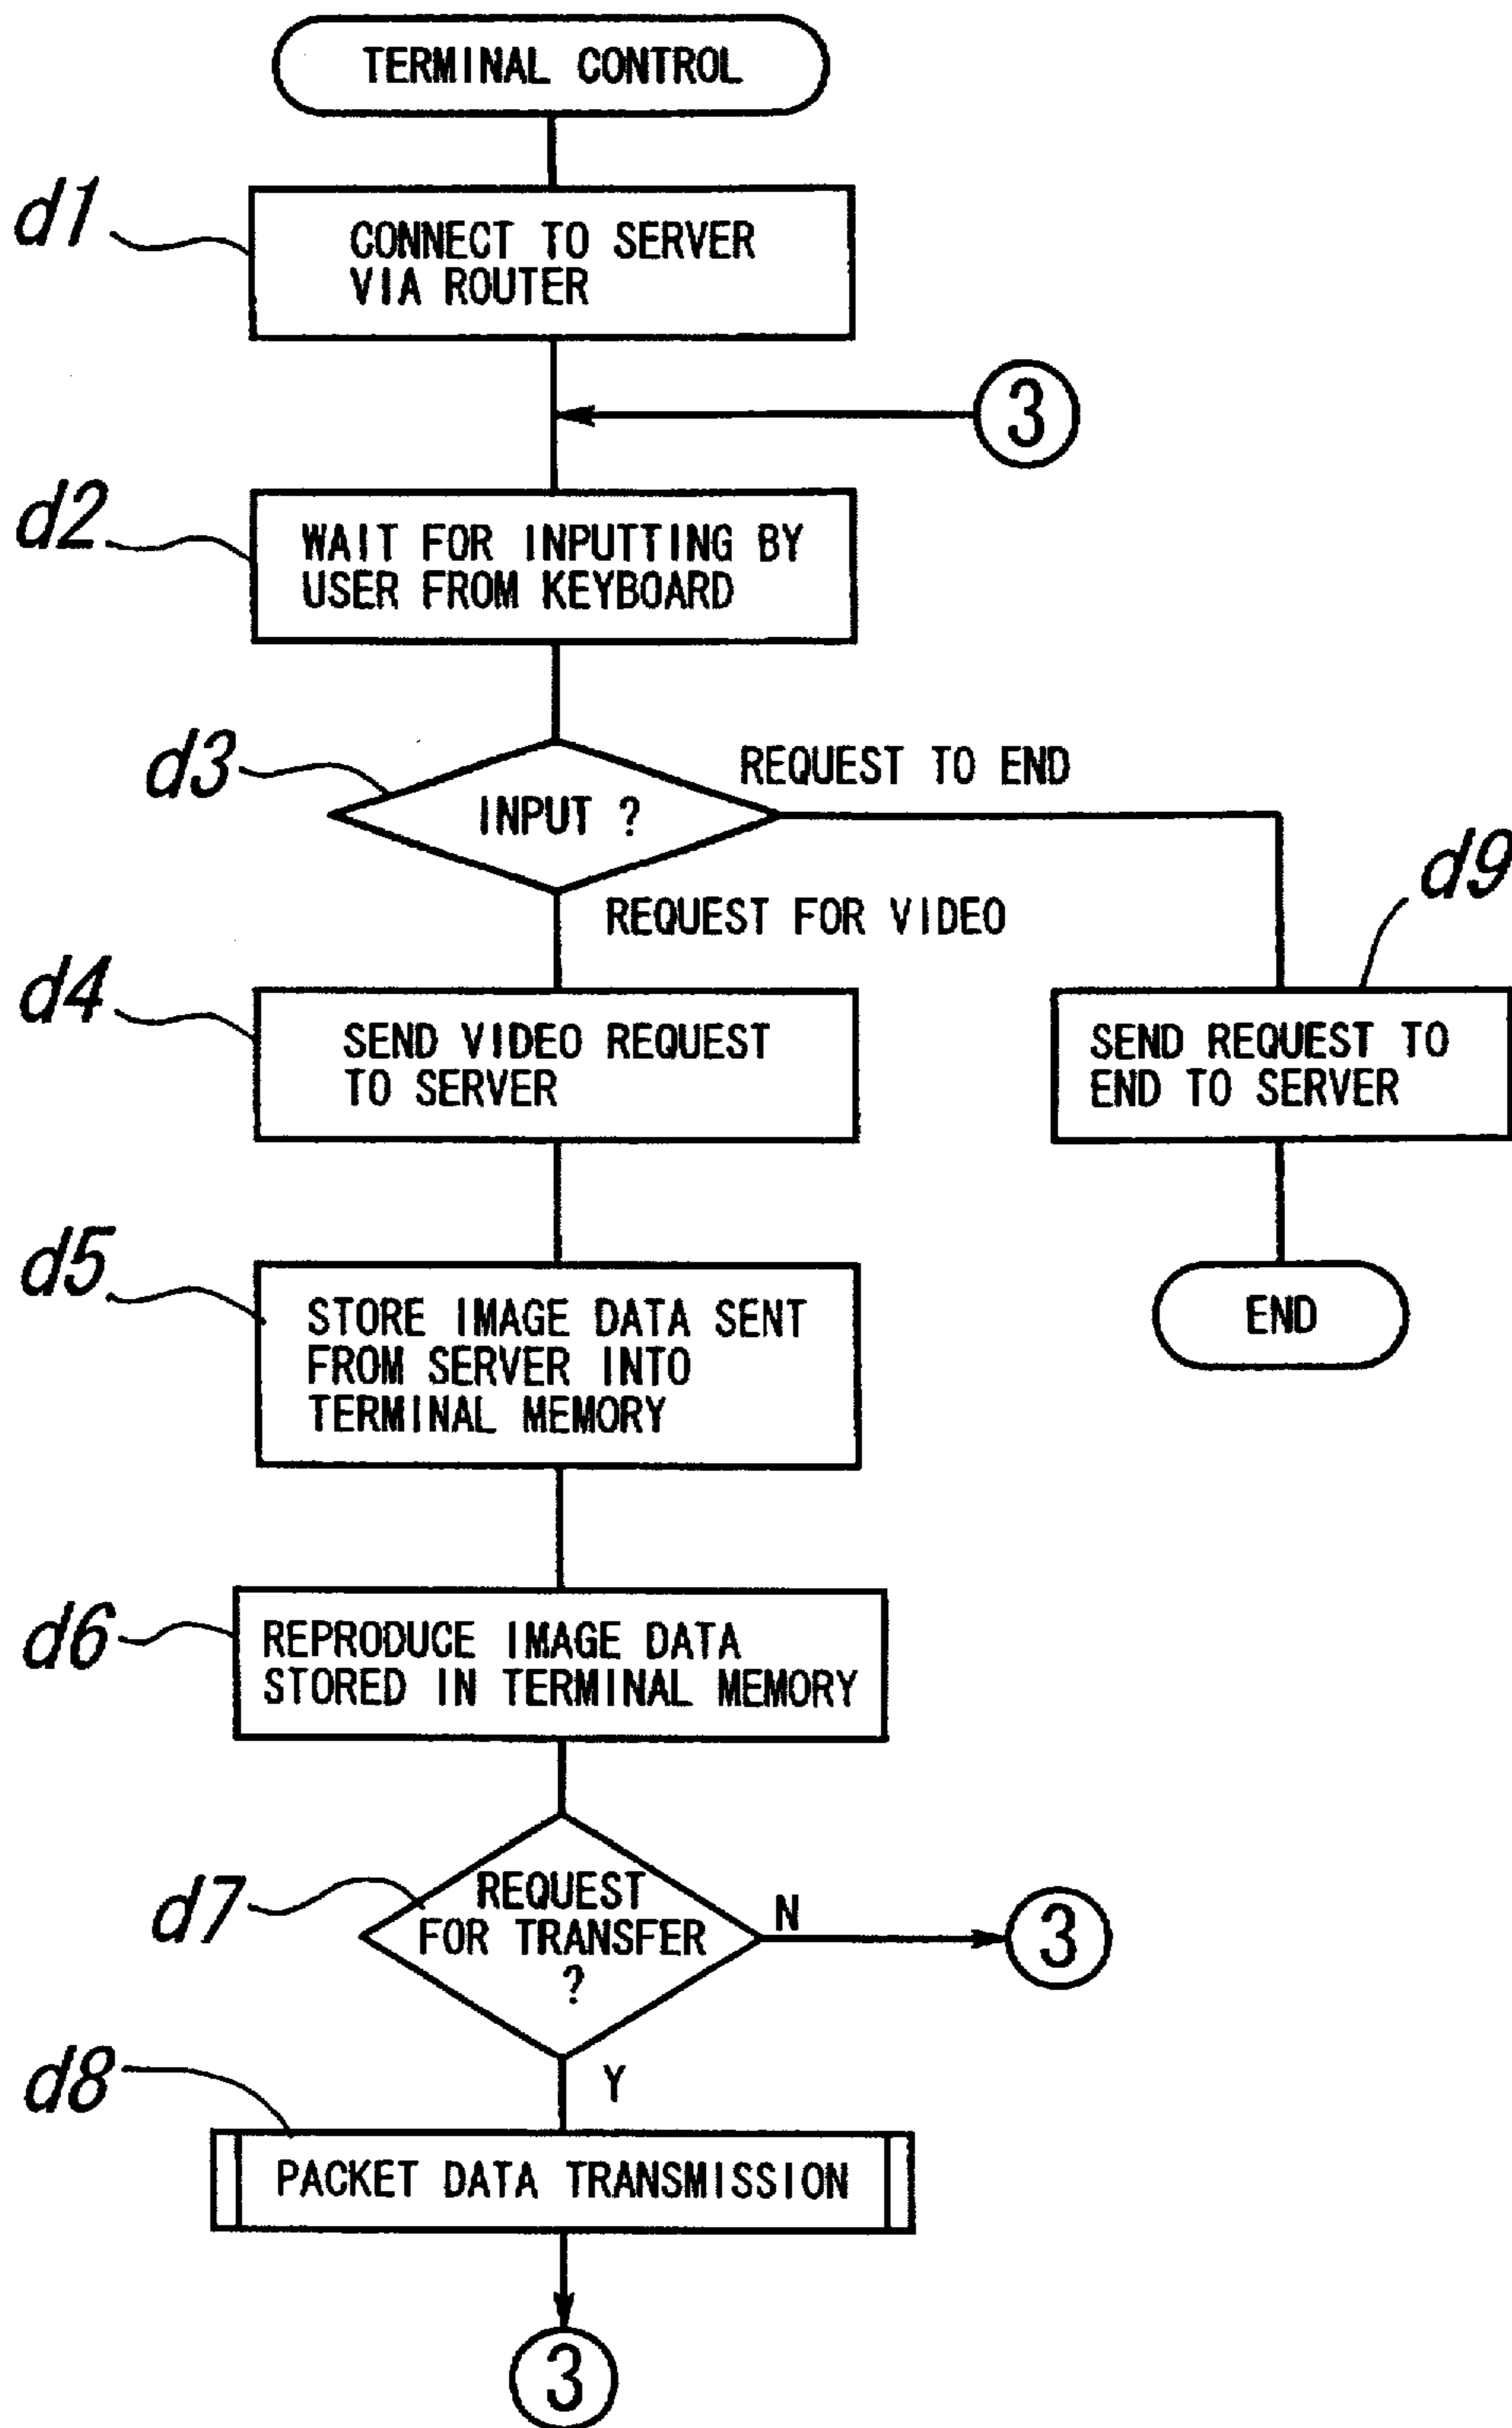 TERMINAL CONTROL
d1
CONNECT TO SERVER
VIA ROUTER
3
d2
WAIT FOR INPUTTING BY
USER FROM KEYBOARD
d3
INPUT ?
REQUEST TO END
REQUEST FOR VIDEO
d9
d4
SEND VIDEO REQUEST
TO SERVER
SEND REQUEST TO
END TO SERVER
d5
STORE IMAGE DATA SENT
FROM SERVER INTO
TERMINAL MEMORY
END
d6
REPRODUCE IMAGE DATA
STORED IN TERMINAL MEMORY
d7
REQUEST
FOR TRANSFER
?
N
3
Y
d8
PACKET DATA TRANSMISSION
3